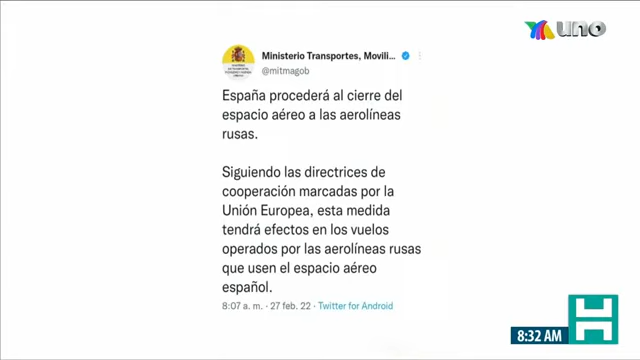 uno
Ministerio Transportes, Movili...
@mitmagob
España procederá al cierre del
espacio aéreo a las aerolíneas
rusas.
Siguiendo las directrices de
cooperación marcadas por la
Unión Europea, esta medida
tendrá efectos en los vuelos
operados por las aerolíneas rusas
que usen el espacio aéreo
español.
8:07 a. m. · 27 feb. 22 · Twitter for Android
8:32 AM
H